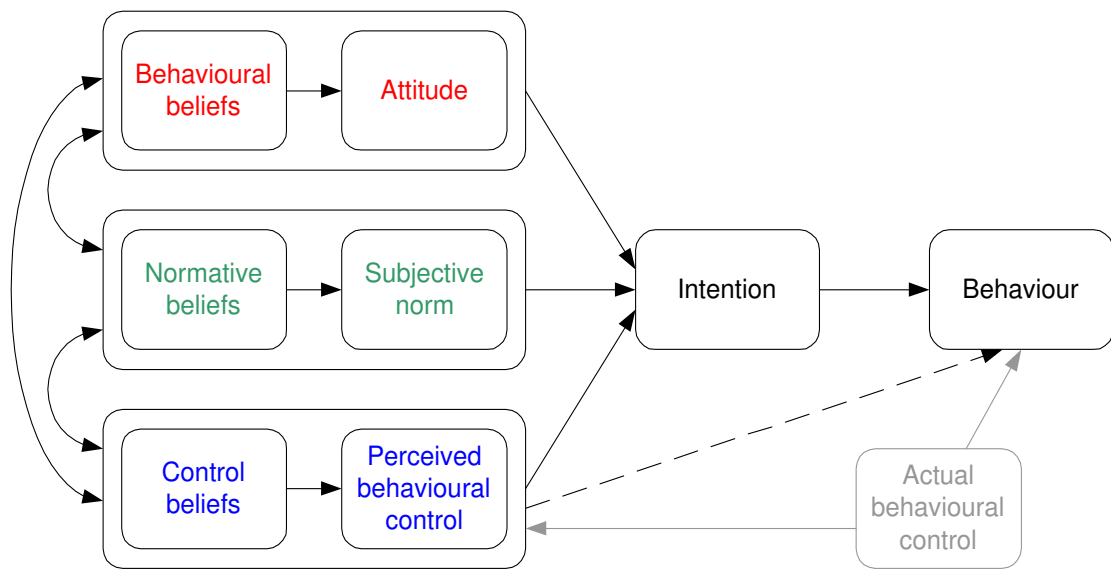 Behavioural
beliefs
Attitude
Normative
beliefs
Subjective
norm
Intention
Behaviour
Control
beliefs
Perceived
behavioural
control
Actual
behavioural
control